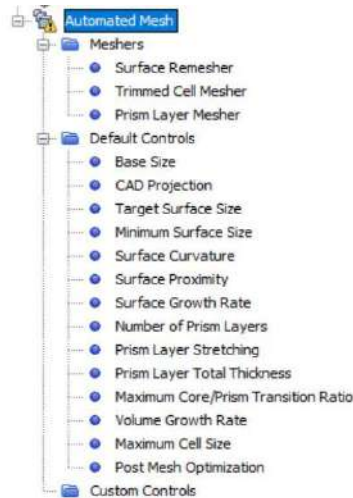 Automated Mesh
Meshers
Surface Remesher
Trimmed Cell Mesher
Prism Layer Mesher
Default Controls
Base Size
CAD Projection
Target Surface Size
Minimum Surface Size
Surface Curvature
Surface Proximity
Surface Growth Rate
Number of Prism Layers
Prism Layer Stretching
Prism Layer Total Thickness
Maximum Core/Prism Transition Ratio
Volume Growth Rate
Maximum Cell Size
Post Mesh Optimization
Custom Controls